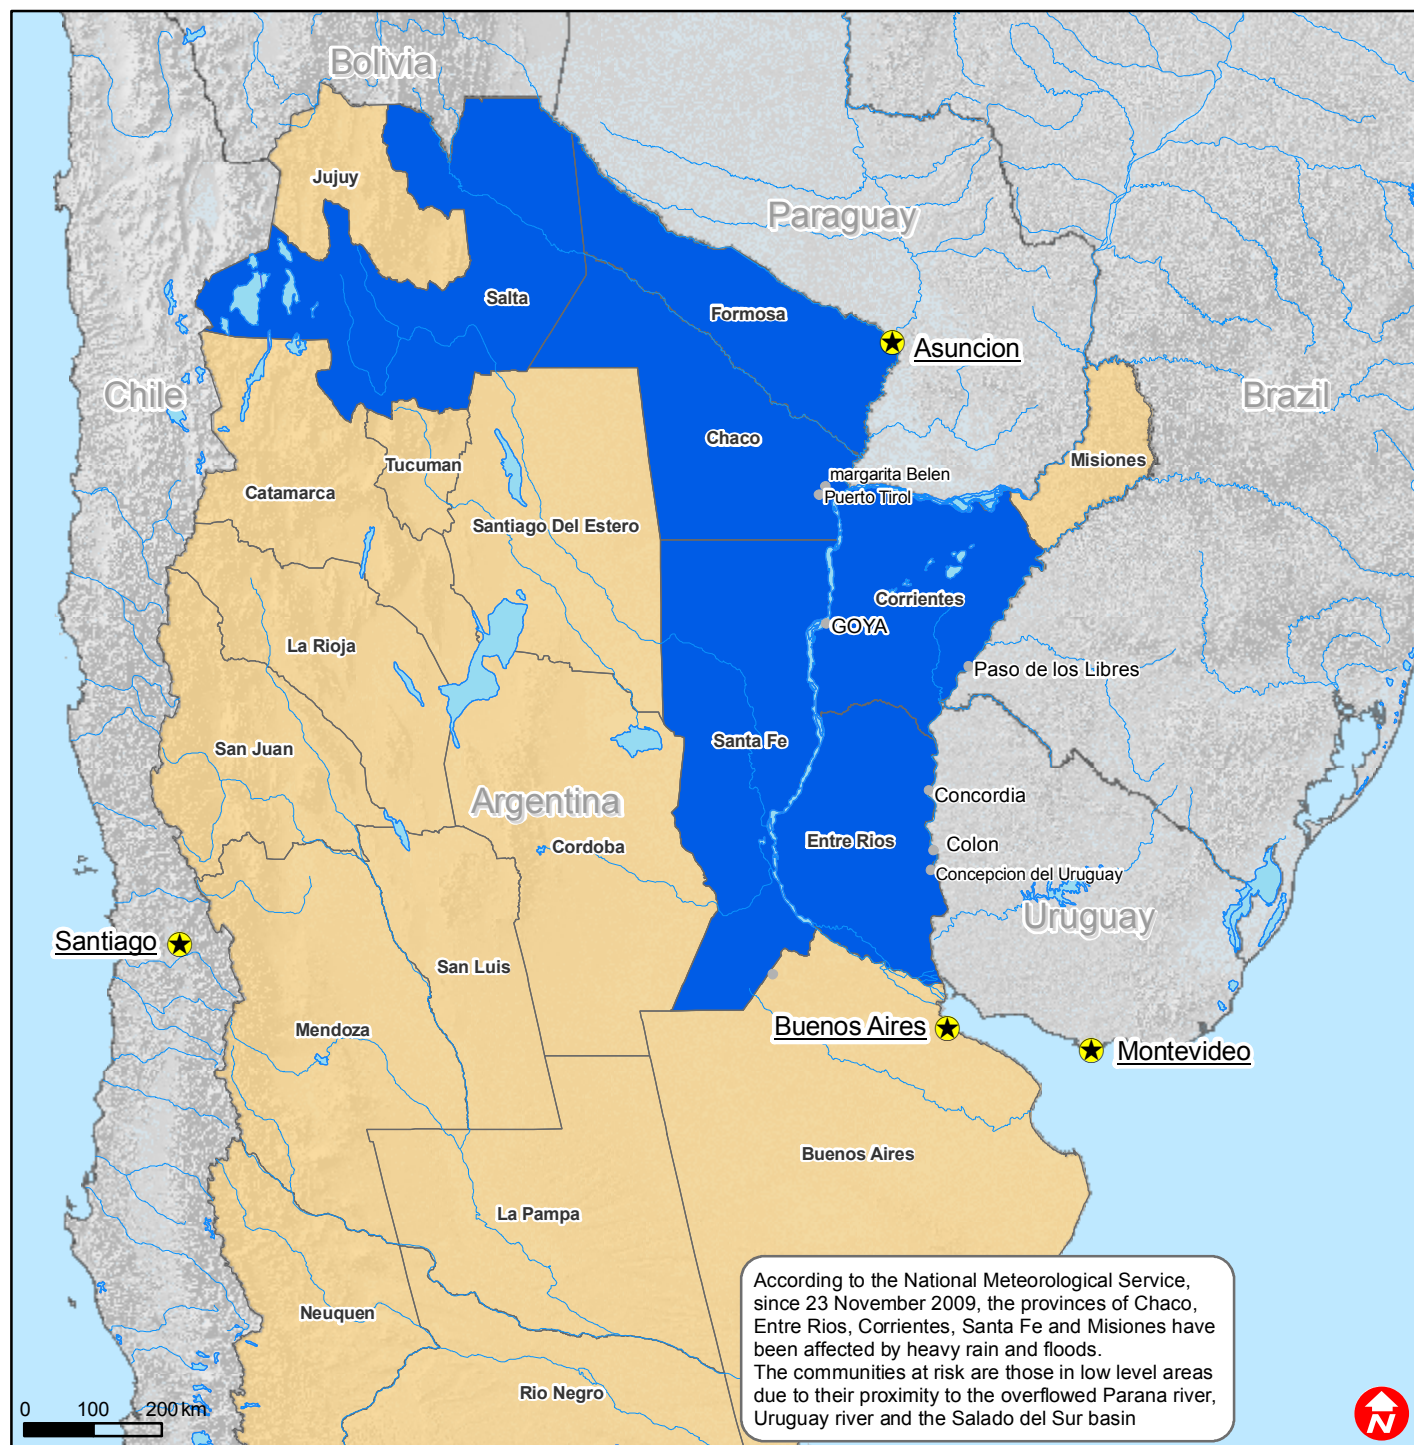 Bolivia
Jujuy
Paraguay
Salta
Formosa
Asuncion
Chile
Brazil
Chaco
Misiones
Tucuman
margarita Belen
Catamarca
Puerto Tirol
Santiago Del Estero
Corrientes
GOYA
La Rioja
Paso de los Libres
San Juan
Santa Fe
Argentina
Concordia
Cordoba
Entre Rios
Colon
Concepcion del Uruguay
Uruguay
Santiago
San Luis
Mendoza
Buenos Aires
Montevideo
Buenos Aires
La Pampa
Neuquen
Rio Negro
According to the National Meteorological Service,
since 23 November 2009, the provinces of Chaco,
Entre Rios, Corrientes, Santa Fe and Misiones have
been affected by heavy rain and floods.
The communities at risk are those in low level areas
due to their proximity to the overflowed Parana river,
Uruguay river and the Salado del Sur basin
0 100 200 km
N